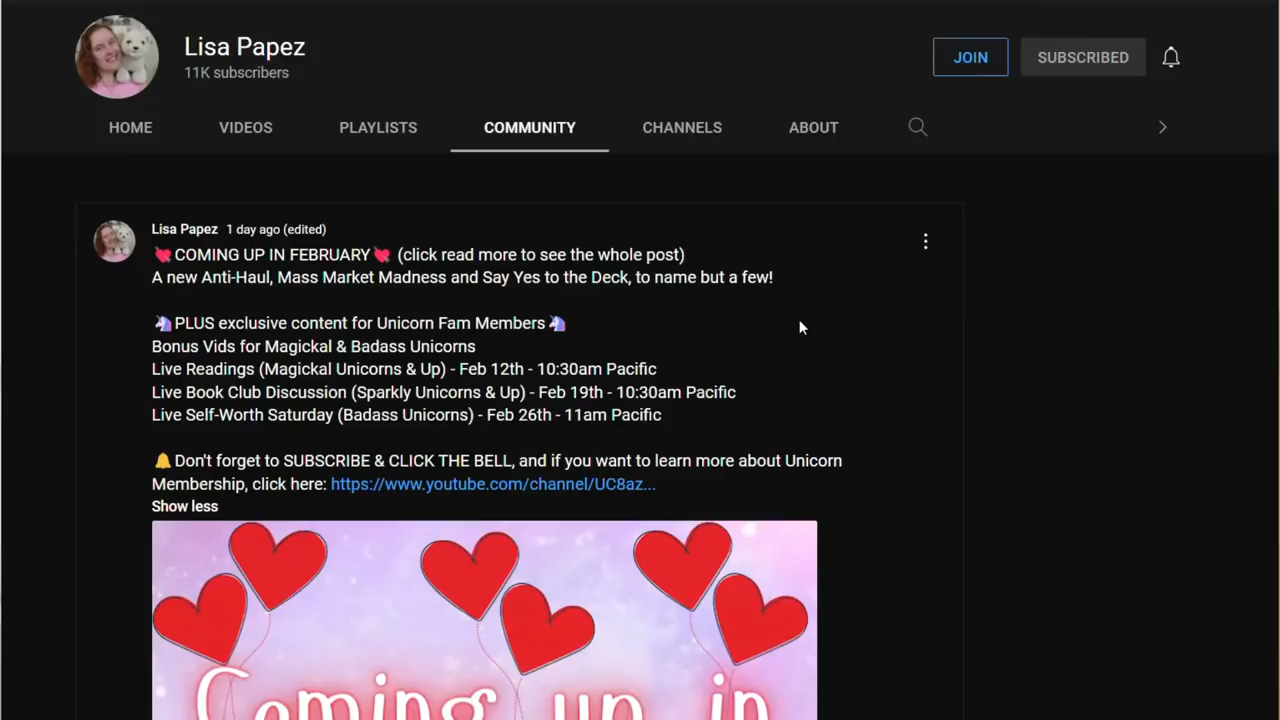 Lisa Papez
11K subscribers
JOIN
SUBSCRIBED
HOME
VIDEOS
PLAYLISTS
COMMUNITY
CHANNELS
ABOUT
Lisa Papez 1 day ago (edited)
💘COMING UP IN FEBRUARY💘 (click read more to see the whole post)
A new Anti-Haul, Mass Market Madness and Say Yes to the Deck, to name but a few!
🦄PLUS exclusive content for Unicorn Fam Members🦄
Bonus Vids for Magickal & Badass Unicorns
Live Readings (Magickal Unicorns & Up) - Feb 12th - 10:30am Pacific
Live Book Club Discussion (Sparkly Unicorns & Up) - Feb 19th - 10:30am Pacific
Live Self-Worth Saturday (Badass Unicorns) - Feb 26th - 11am Pacific
🔔Don't forget to SUBSCRIBE & CLICK THE BELL, and if you want to learn more about Unicorn
Membership, click here: https://www.youtube.com/channel/UC8az...
Show less
Coming up in